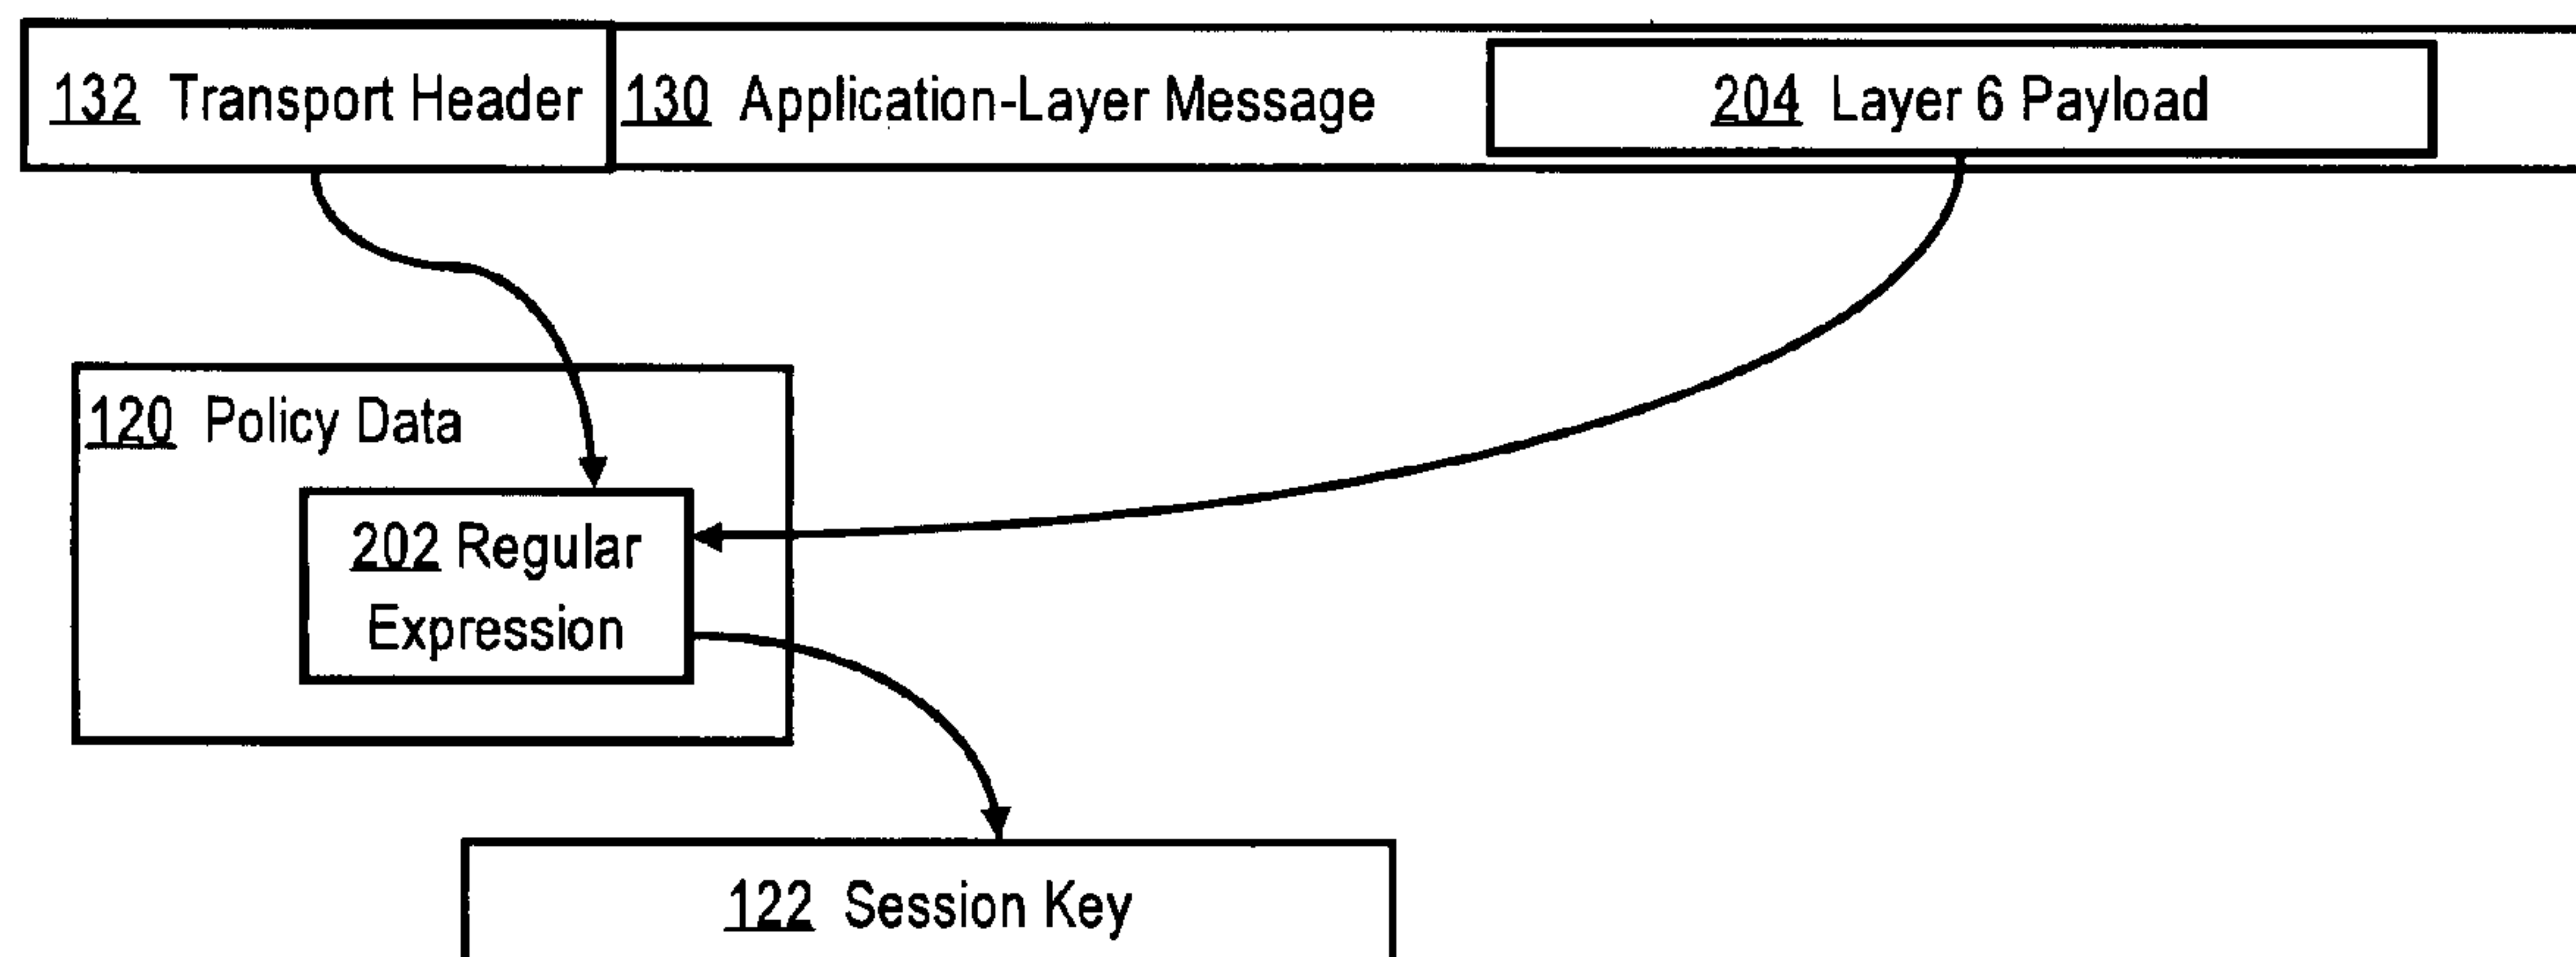 132 Transport Header 130 Application-Layer Message 204 Layer 6 Payload
120 Policy Data
202 Regular
Expression
122 Session Key